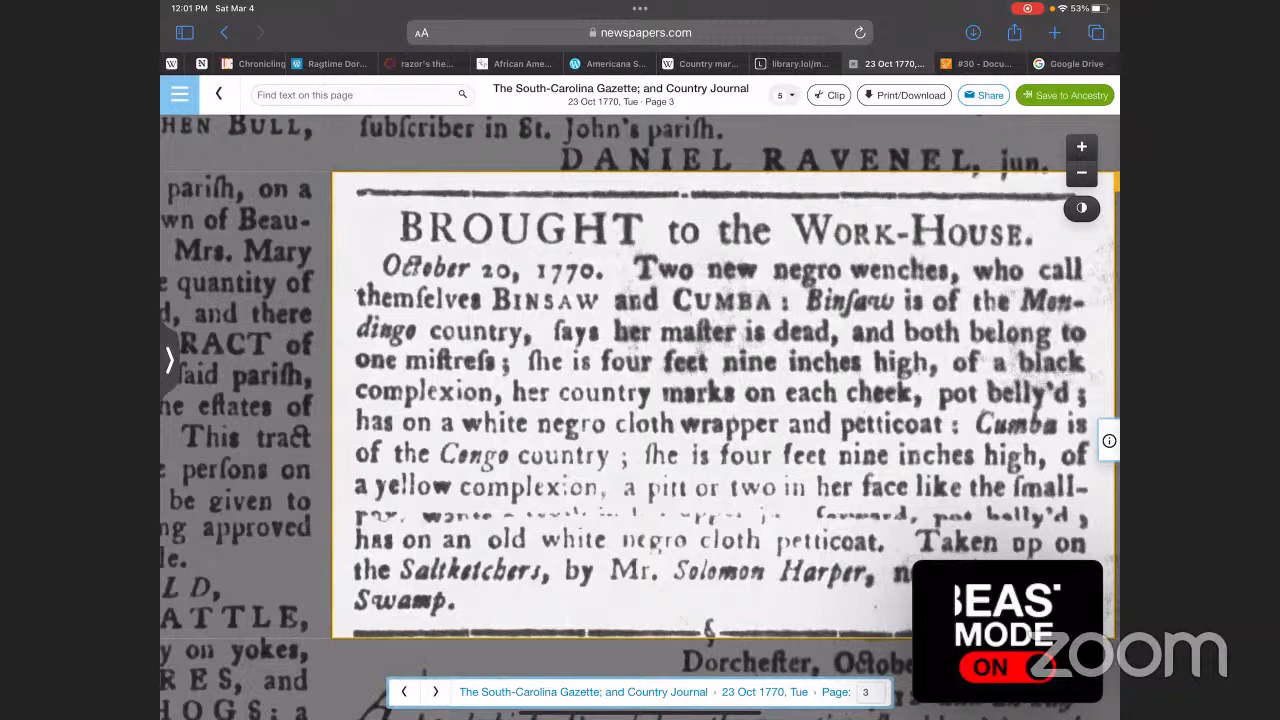 12:01 PM Sat Mar 4
53%
AA newspapers.com
Chronicling
Ragtime Dor...
razor's the...
African Ame...
Americana S...
Country mar...
library.lol/m...
23 Oct 1770,...
#30 - Docu...
Google Drive
Find text on this page
The South-Carolina Gazette; and Country Journal
23 Oct 1770, Tue · Page 3
5
Clip
Print/Download
Share
Save to Ancestry
HEN BULL,
pariſh, on a
wn of Beau-
Mrs. Mary
e quantity of
d, and there
RACT of
ſaid pariſh,
he eſtates of
This tract
e perſons on
be given to
ng approved
le.
LD,
ATTLE,
y on yokes,
RES, and
HOGS: a
ſubſcriber in St. John's pariſh.
DANIEL RAVENEL, jun.
BROUGHT to the WORK-HOUSE.
October 20, 1770. Two new negro wenches, who call
themſelves BINSAW and CUMBA : Binſaw is of the Men-
dingo country, ſays her maſter is dead, and both belong to
one miſtreſs ; ſhe is four feet nine inches high, of a black
complexion, her country marks on each cheek, pot belly'd ;
has on a white negro cloth wrapper and petticoat : Cumba is
of the Congo country ; ſhe is four feet nine inches high, of
a yellow complexion, a pitt or two in her face like the ſmall-
forward, pot belly'd ;
has on an old white negro cloth petticoat. Taken up on
the Saltketchers, by Mr. Solomon Harper,
Swamp.
Dorcheſter, Octobe
BEAST
MODE
ON
zoom
The South-Carolina Gazette; and Country Journal › 23 Oct 1770, Tue › Page: 3